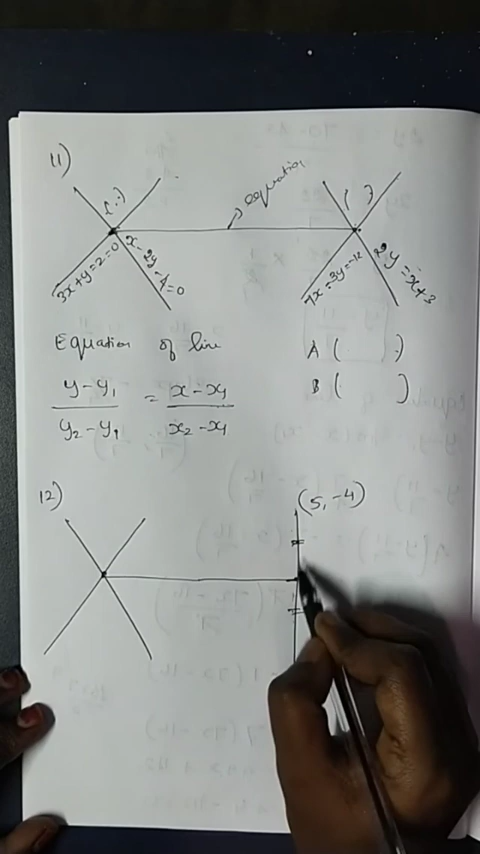 11)
equation
( . )
( )
3x+y=2=0
x-2y-4=0
7x=3y=-12
2y=x+3
Equation of line
A ( )
y-y₁ / y₂-y₁ = x-x₁ / x₂-x₁
B ( )
12)
(5, -4)